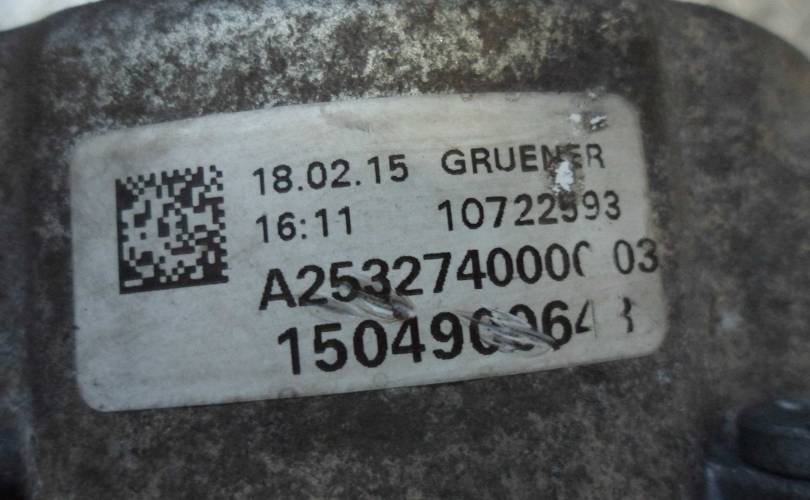 18.02.15 GRUENER
16:11 10722593
A2532740000 03